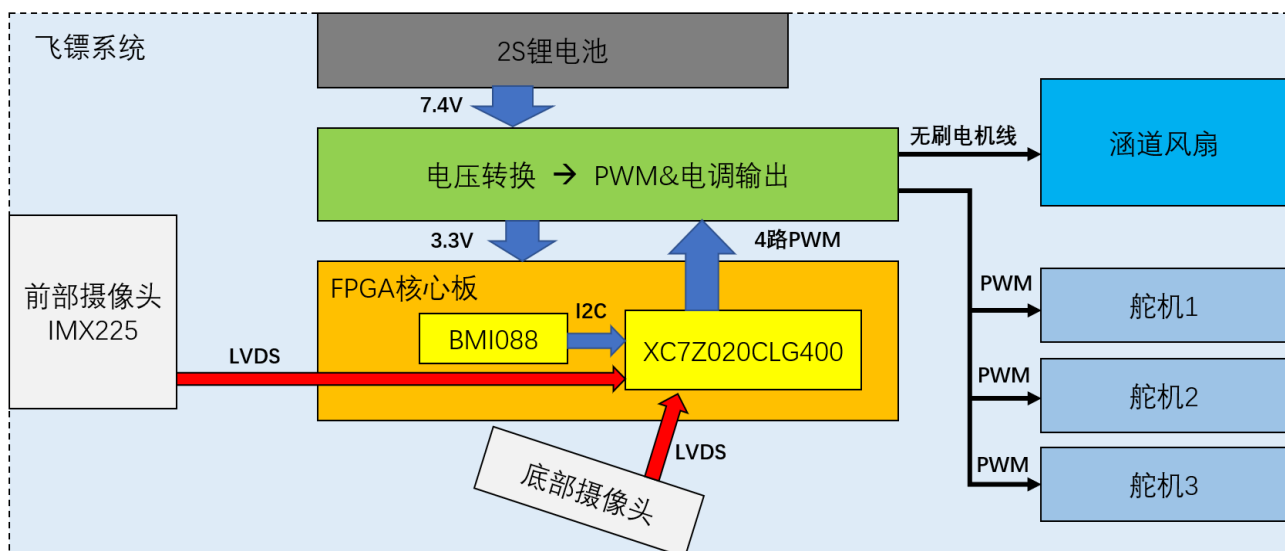 飞镖系统
2S锂电池
7.4V
电压转换 → PWM&电调输出
无刷电机线
涵道风扇
3.3V
4路PWM
前部摄像头
IMX225
LVDS
FPGA核心板
BMI088
I2C
XC7Z020CLG400
LVDS
底部摄像头
PWM
舵机1
PWM
舵机2
PWM
舵机3